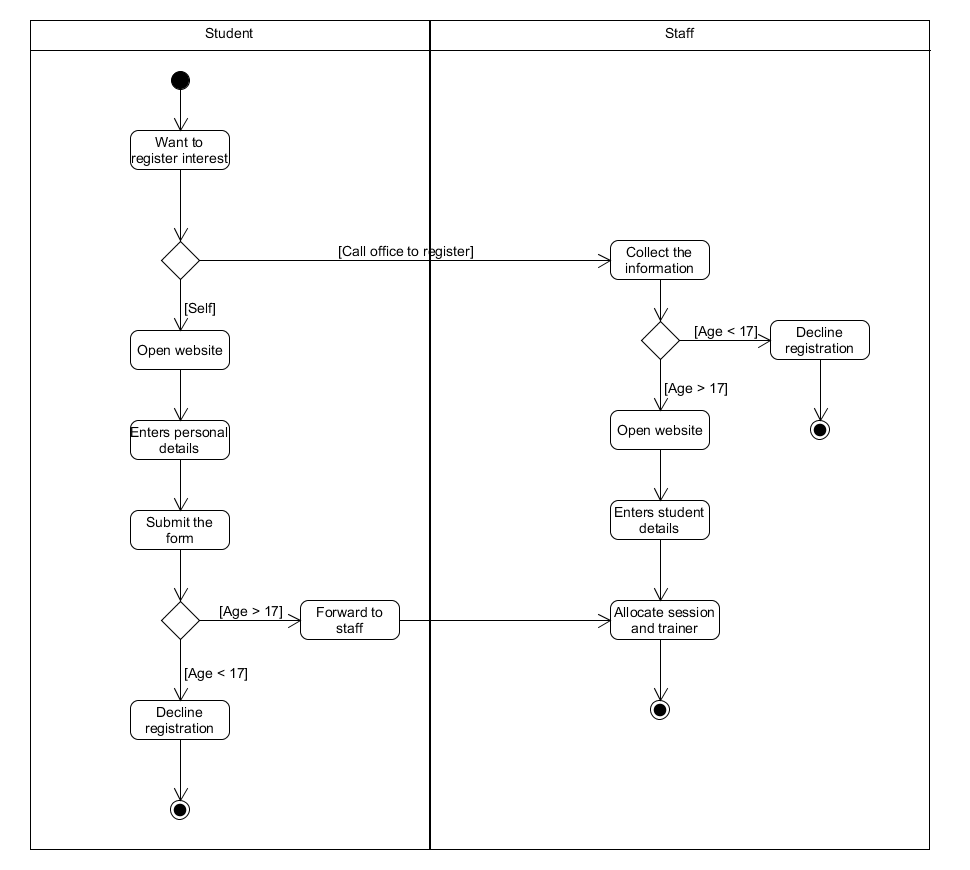 Student
Staff
Want to
register interest
[Call office to register]
Collect the
information
[Self]
[Age < 17]
Decline
registration
Open website
[Age > 17]
Open website
Enters personal
details
Enters student
details
Submit the
form
[Age > 17]
Forward to
staff
Allocate session
and trainer
[Age < 17]
Decline
registration